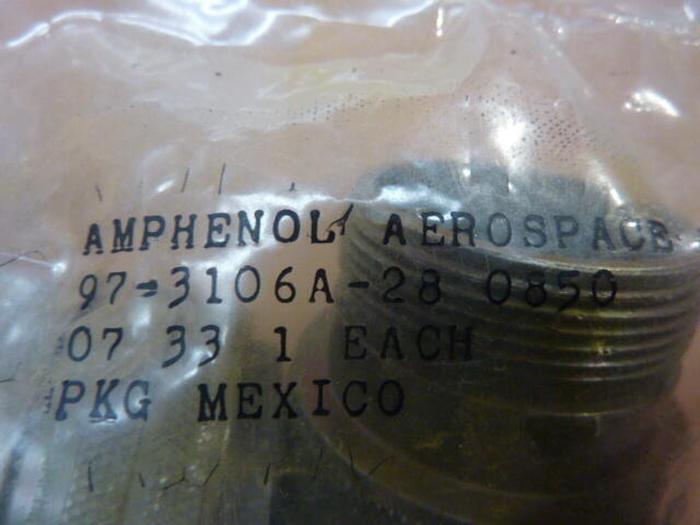 AMPHENOL AEROSPACE
97-3106A-28 0850
07 33 1 EACH
PKG MEXICO